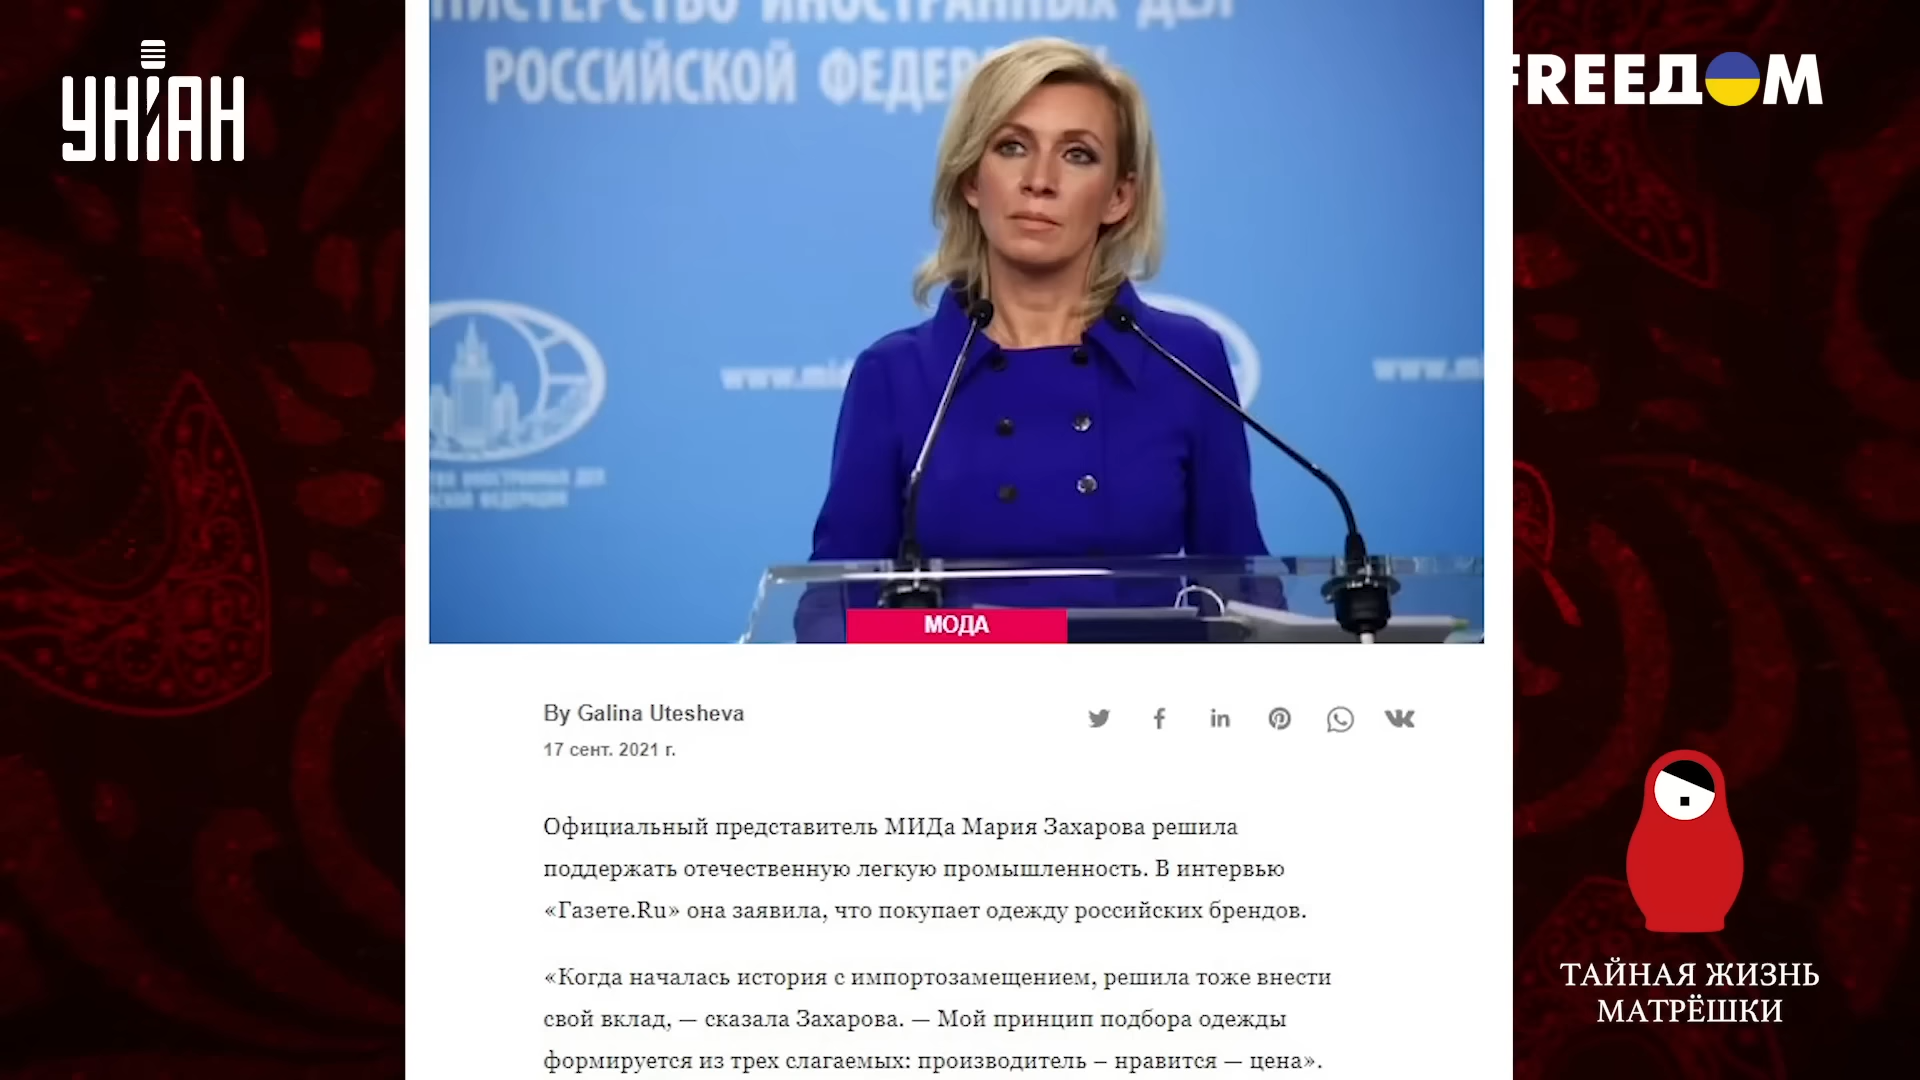 РОССИЙСКОЙ
УНІАН
FREEДOM
МОДА
By Galina Utesheva
17 сент. 2021 г.
Официальный представитель МИДа Мария Захарова решила
поддержать отечественную легкую промышленность. В интервью
«Газете.Ru» она заявила, что покупает одежду российских брендов.
«Когда началась история с импортозамещением, решила тоже внести
свой вклад, — сказала Захарова. — Мой принцип подбора одежды
формируется из трех слагаемых: производитель – нравится — цена».
ТАЙНАЯ ЖИЗНЬ
МАТРЁШКИ